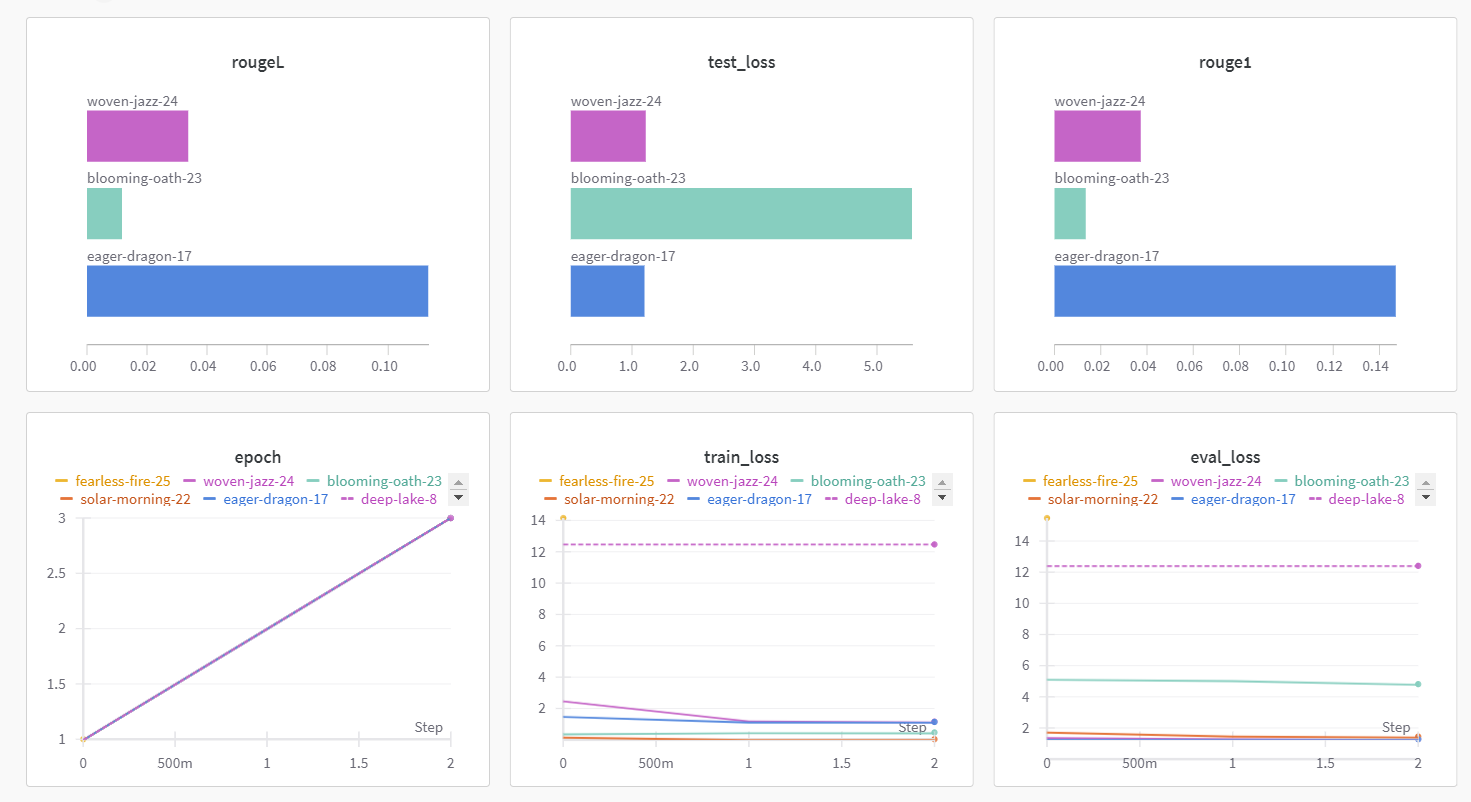 rougeL
woven-jazz-24
blooming-oath-23
eager-dragon-17
0.00 0.02 0.04 0.06 0.08 0.10
test_loss
woven-jazz-24
blooming-oath-23
eager-dragon-17
0.0 1.0 2.0 3.0 4.0 5.0
rouge1
woven-jazz-24
blooming-oath-23
eager-dragon-17
0.00 0.02 0.04 0.06 0.08 0.10 0.12 0.14
epoch
fearless-fire-25 woven-jazz-24 blooming-oath-23
solar-morning-22 eager-dragon-17 deep-lake-8
3
2.5
2
1.5
1
Step
0 500m 1 1.5 2
train_loss
fearless-fire-25 woven-jazz-24 blooming-oath-23
solar-morning-22 eager-dragon-17 deep-lake-8
14
12
10
8
6
4
2
Step
0 500m 1 1.5 2
eval_loss
fearless-fire-25 woven-jazz-24 blooming-oath-23
solar-morning-22 eager-dragon-17 deep-lake-8
14
12
10
8
6
4
2
Step
0 500m 1 1.5 2